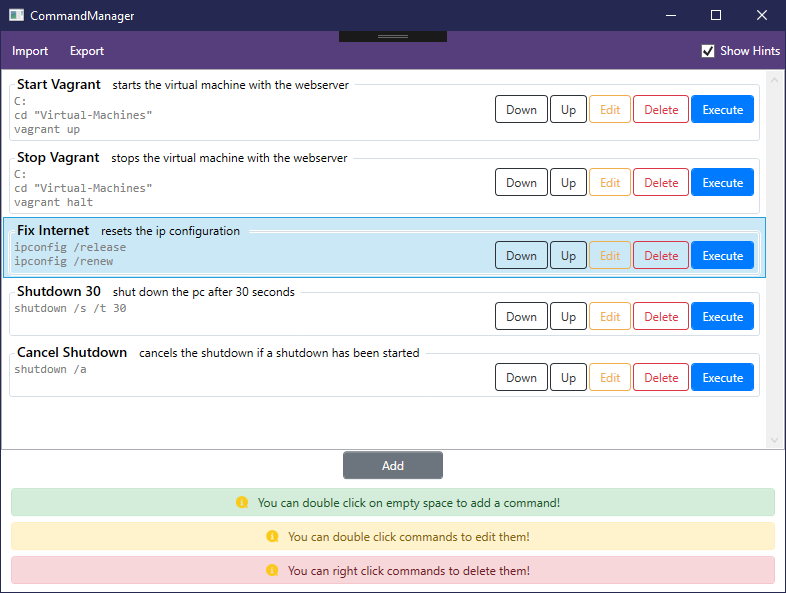 CommandManager
Import Export Show Hints
Start Vagrant starts the virtual machine with the webserver
C:
cd "Virtual-Machines"
vagrant up
Down Up Edit Delete Execute
Stop Vagrant stops the virtual machine with the webserver
C:
cd "Virtual-Machines"
vagrant halt
Down Up Edit Delete Execute
Fix Internet resets the ip configuration
ipconfig /release
ipconfig /renew
Down Up Edit Delete Execute
Shutdown 30 shut down the pc after 30 seconds
shutdown /s /t 30
Down Up Edit Delete Execute
Cancel Shutdown cancels the shutdown if a shutdown has been started
shutdown /a
Down Up Edit Delete Execute
Add
You can double click on empty space to add a command!
You can double click commands to edit them!
You can right click commands to delete them!